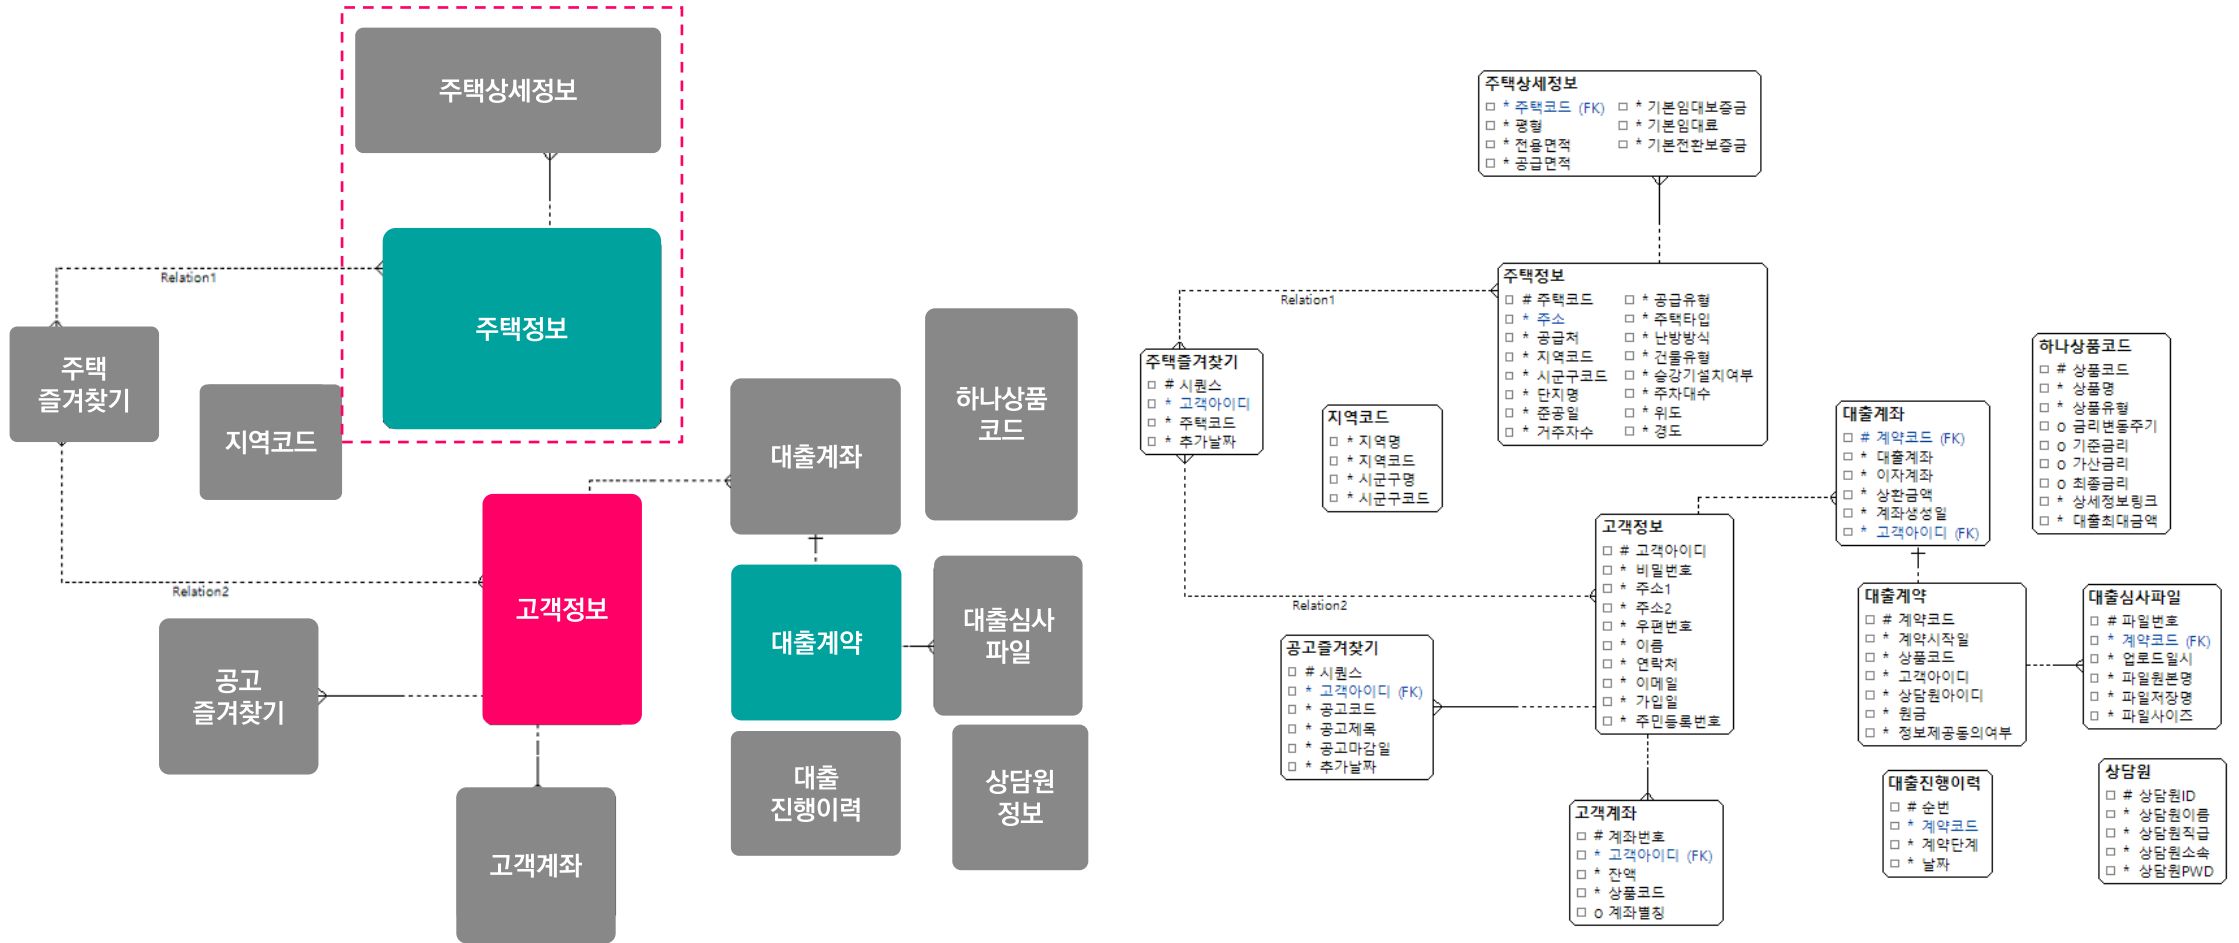 주택상세정보
Relation1
주택정보
주택
즐겨찾기
지역코드
하나상품
코드
대출계좌
Relation2
고객정보
대출계약
대출심사
파일
공고
즐겨찾기
대출
진행이력
상담원
정보
고객계좌
주택상세정보
* 주택코드 (FK)
* 평형
* 전용면적
* 공급면적
* 기본임대보증금
* 기본임대료
* 기본전환보증금
Relation1
주택정보
# 주택코드
* 주소
* 공급처
* 지역코드
* 시군구코드
* 단지명
* 준공일
* 거주자수
* 공급유형
* 주택타입
* 난방방식
* 건물유형
* 승강기설치여부
* 주차대수
* 위도
* 경도
주택즐겨찾기
# 시퀀스
* 고객아이디
* 주택코드
* 추가날짜
지역코드
* 지역명
* 지역코드
* 시군구명
* 시군구코드
하나상품코드
# 상품코드
* 상품명
* 상품유형
o 금리변동주기
o 기준금리
o 가산금리
o 최종금리
* 상세정보링크
* 대출최대금액
대출계좌
# 계약코드 (FK)
* 대출계좌
* 이자계좌
* 상환금액
* 계좌생성일
* 고객아이디 (FK)
고객정보
# 고객아이디
* 비밀번호
* 주소1
* 주소2
* 우편번호
* 이름
* 연락처
* 이메일
* 가입일
* 주민등록번호
Relation2
대출계약
# 계약코드
* 계약시작일
* 상품코드
* 고객아이디
* 상담원아이디
* 원금
* 정보제공동의여부
대출심사파일
# 파일번호
* 계약코드 (FK)
* 업로드일시
* 파일원본명
* 파일저장명
* 파일사이즈
공고즐겨찾기
# 시퀀스
* 고객아이디 (FK)
* 공고코드
* 공고제목
* 공고마감일
* 추가날짜
대출진행이력
# 순번
* 계약코드
* 계약단계
* 날짜
상담원
# 상담원ID
* 상담원이름
* 상담원직급
* 상담원소속
* 상담원PWD
고객계좌
# 계좌번호
* 고객아이디 (FK)
* 잔액
* 상품코드
o 계좌별칭